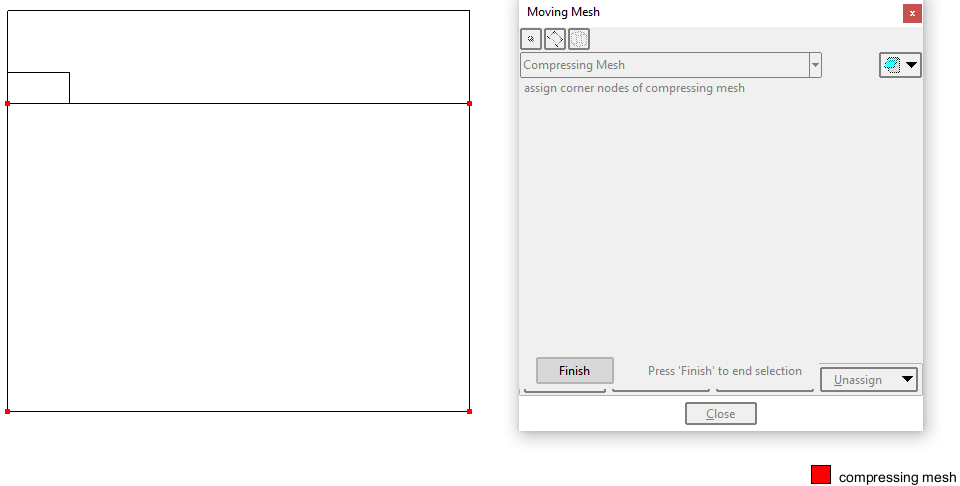 Moving Mesh
x
Compressing Mesh
assign corner nodes of compressing mesh
Finish
Press 'Finish' to end selection
Unassign
Close
compressing mesh